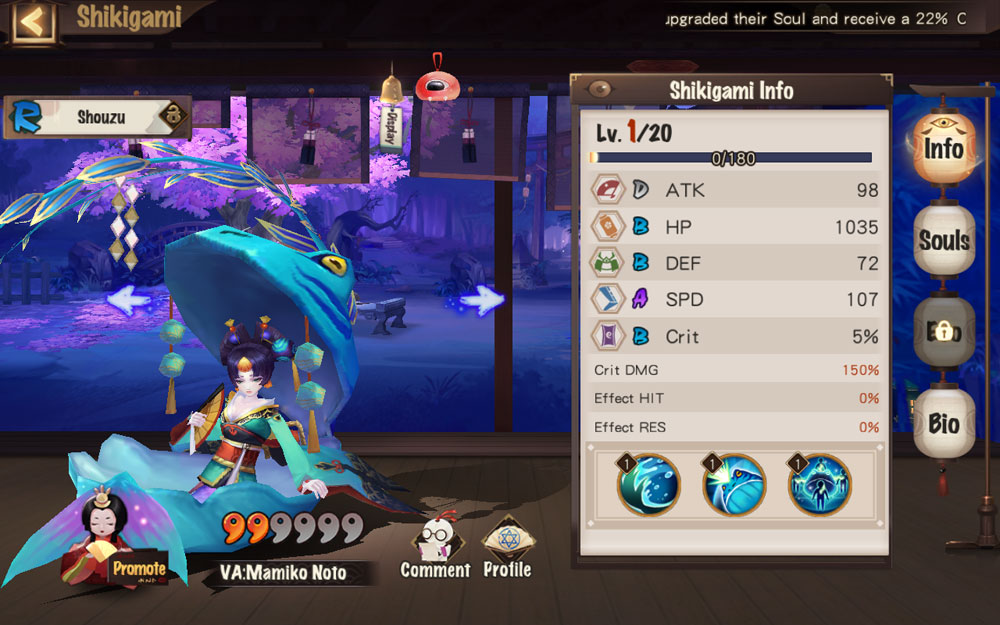 Shikigami
upgraded their Soul and receive a 22% C
R
Shouzu
Display
Shikigami Info
Lv. 1/20
0/180
D ATK 98
B HP 1035
B DEF 72
A SPD 107
B Crit 5%
Crit DMG 150%
Effect HIT 0%
Effect RES 0%
1 1 1
Info
Souls
Bio
Promote
VA:Mamiko Noto
Comment
Profile